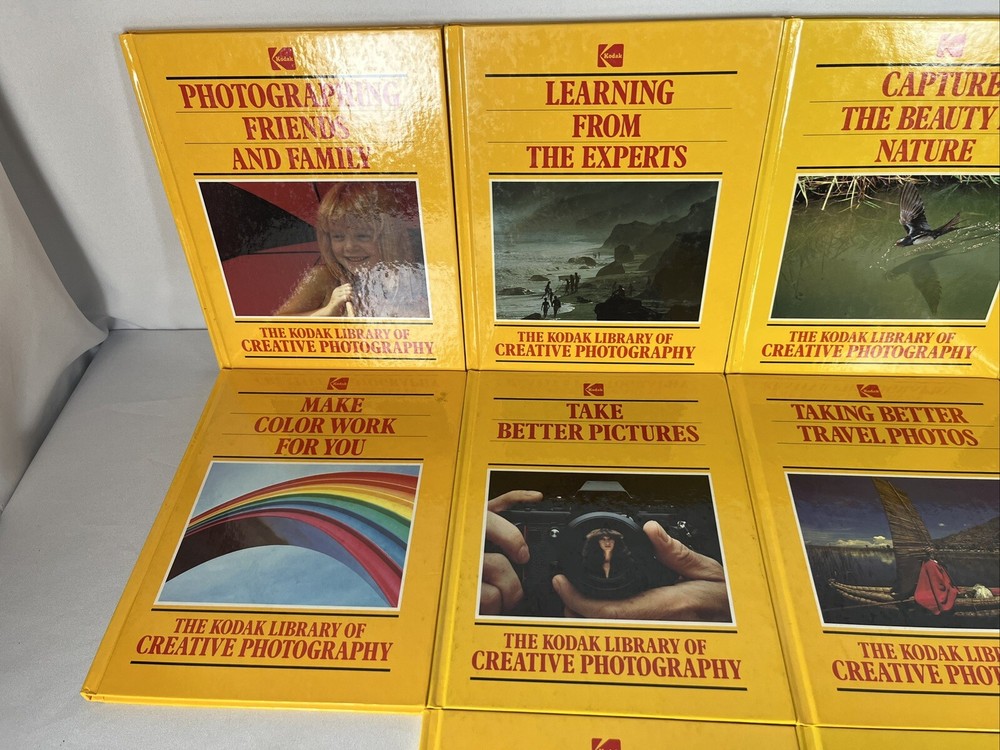 Kodak
PHOTOGRAPHING
FRIENDS
AND FAMILY
THE KODAK LIBRARY OF
CREATIVE PHOTOGRAPHY
Kodak
LEARNING
FROM
THE EXPERTS
THE KODAK LIBRARY OF
CREATIVE PHOTOGRAPHY
Kodak
CAPTURE
THE BEAUTY
NATURE
THE KODAK LIBRARY OF
CREATIVE PHOTOGRAPHY
Kodak
MAKE
COLOR WORK
FOR YOU
THE KODAK LIBRARY OF
CREATIVE PHOTOGRAPHY
Kodak
TAKE
BETTER PICTURES
THE KODAK LIBRARY OF
CREATIVE PHOTOGRAPHY
Kodak
TAKING BETTER
TRAVEL PHOTOS
THE KODAK LIB
CREATIVE PHOT
Kodak